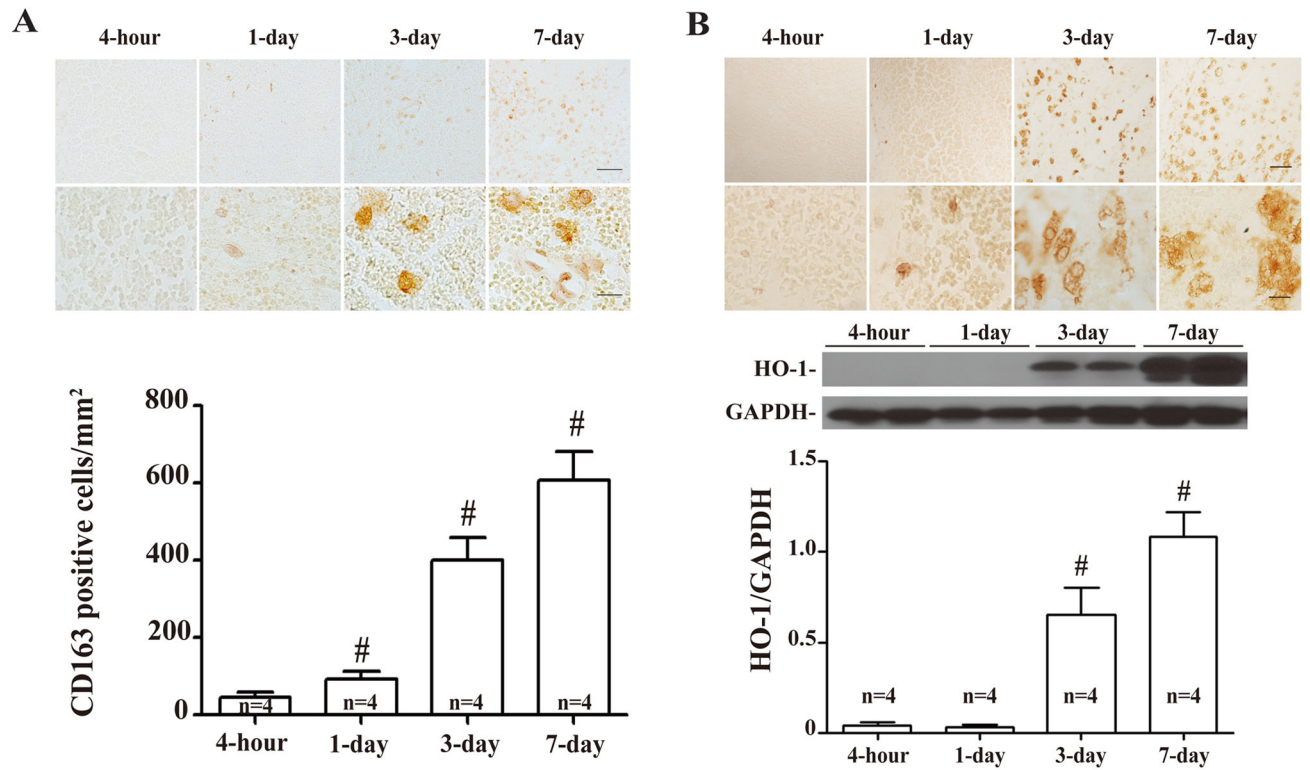 A
4-hour 1-day 3-day 7-day
CD163 positive cells/mm²
800
600
400
200
0
# # #
n=4 n=4 n=4 n=4
4-hour 1-day 3-day 7-day
B
4-hour 1-day 3-day 7-day
4-hour 1-day 3-day 7-day
HO-1-
GAPDH-
HO-1/GAPDH
1.5
1.0
0.5
0
# #
n=4 n=4 n=4 n=4
4-hour 1-day 3-day 7-day